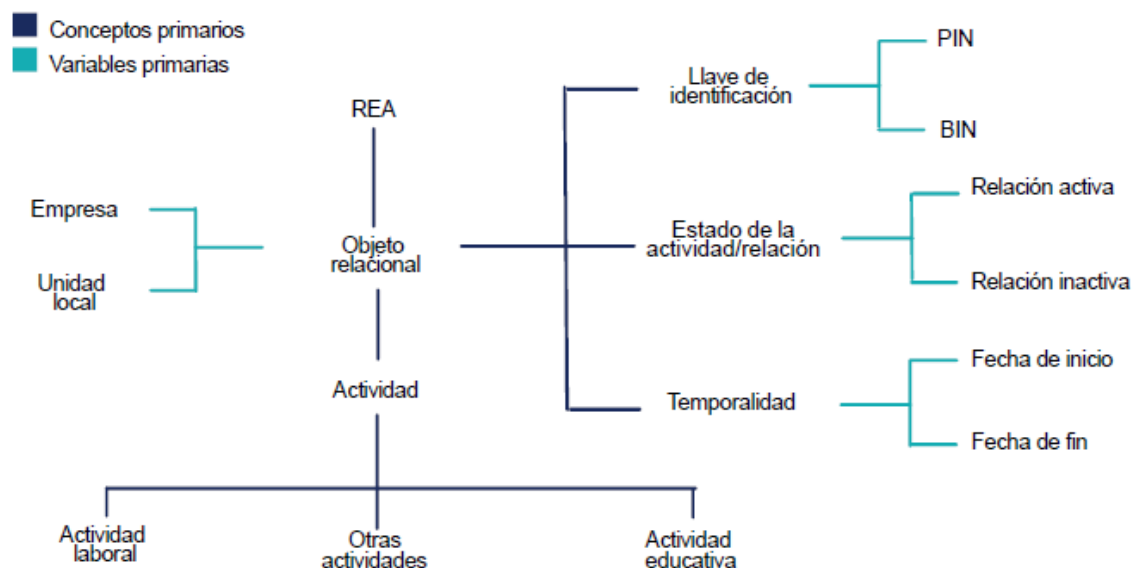 Conceptos primarios
Variables primarias
REA
Empresa
Unidad
local
Objeto
relacional
Llave de
identificación
PIN
BIN
Estado de la
actividad/relación
Relación activa
Relación inactiva
Temporalidad
Fecha de inicio
Fecha de fin
Actividad
Actividad
laboral
Otras
actividades
Actividad
educativa